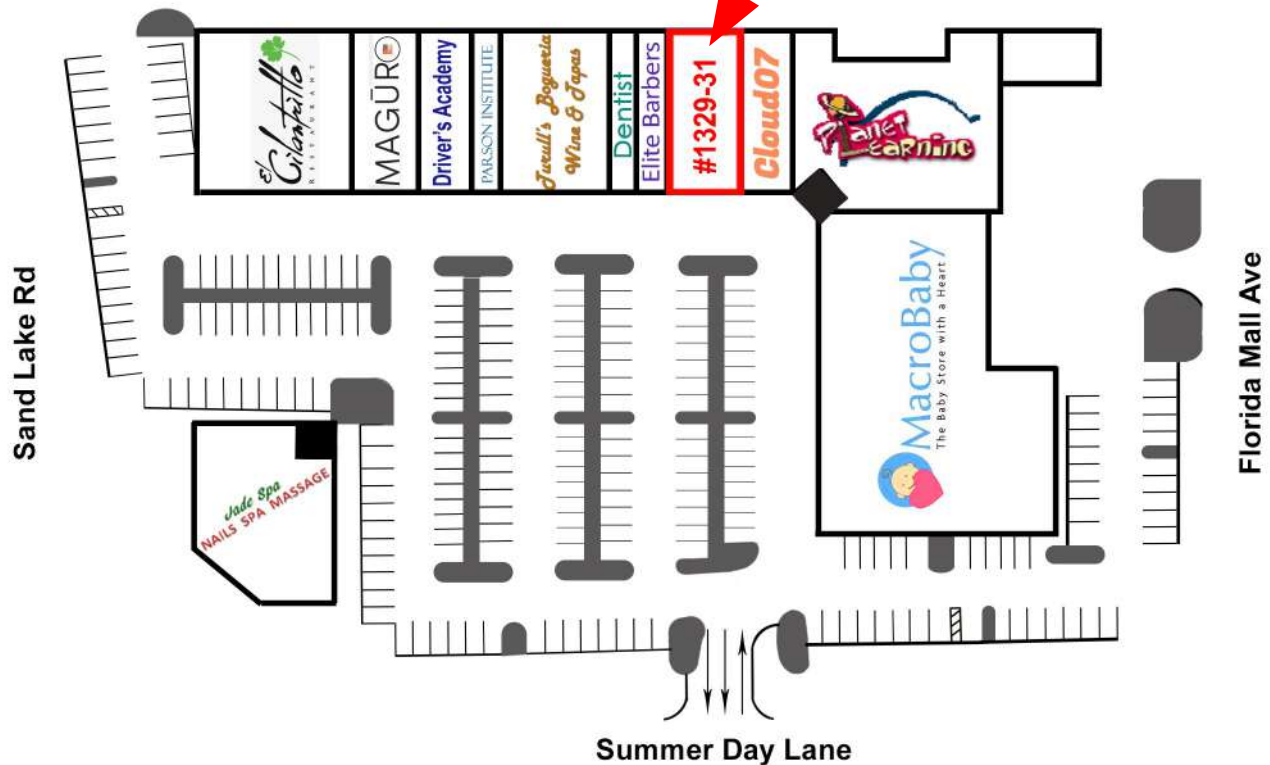 El
Cilantrillo
RESTAURANT
MAGŪRO
Driver's Academy
PARSON INSTITUTE
Turull's Boqueria
Wine & Tapas
Dentist
Elite Barbers
#1329-31
Cloud07
Planet
Learning
Sand Lake Rd
MacroBaby
The Baby Store with a Heart
Florida Mall Ave
Jade Spa
NAILS SPA MASSAGE
Summer Day Lane